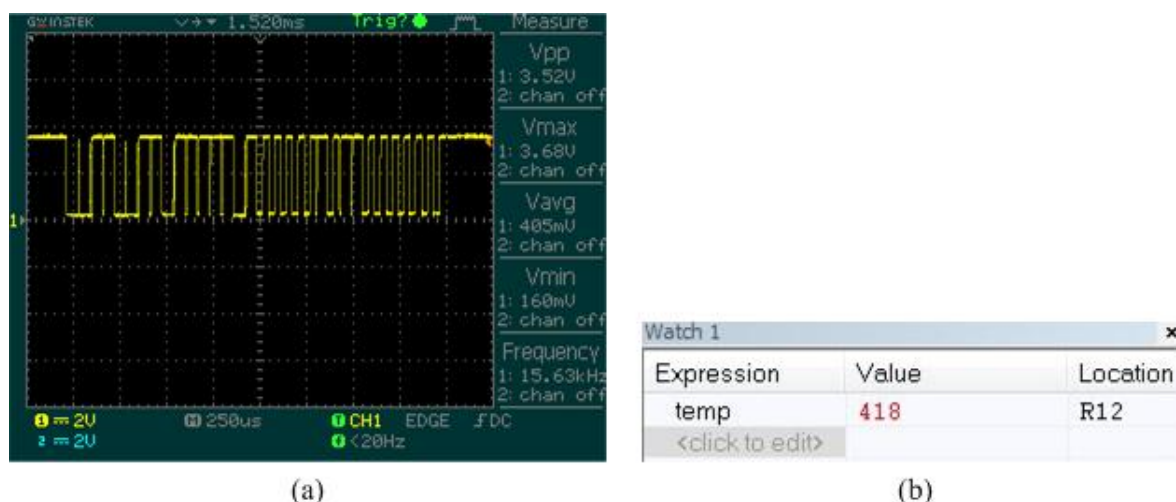 GWINSTEK 1.520ms Trig? Measure
Vpp
1: 3.52V
2: chan off
Vmax
1: 3.68V
2: chan off
Vavg
1: 405mV
2: chan off
Vmin
1: 160mV
2: chan off
Frequency
1: 15.63kHz
2: chan off
1
1 2V M 250us T CH1 EDGE DC
2 2V <20Hz
Watch 1 ×
Expression Value Location
temp 418 R12
<click to edit>
(a) (b)